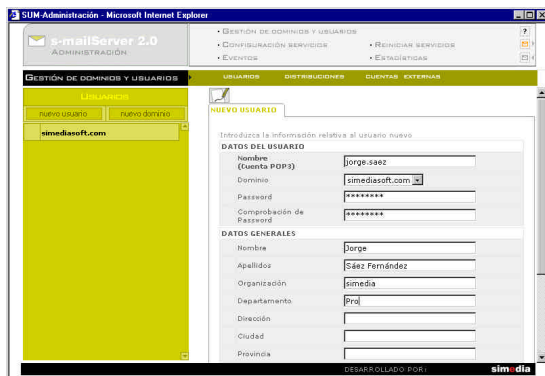 SUM-Administración - Microsoft Internet Explorer
s-mailServer 2.0
ADMINISTRACIÓN
• GESTIÓN DE DOMINIOS Y USUARIOS
• CONFIGURACIÓN SERVICIOS
• REINICIAR SERVICIOS
• EVENTOS
• ESTADÍSTICAS
?
GESTIÓN DE DOMINIOS Y USUARIOS
USUARIOS
DISTRIBUCIONES
CUENTAS EXTERNAS
USUARIOS
nuevo usuario
nuevo dominio
simediasoft.com
NUEVO USUARIO
Introduzca la información relativa al usuario nuevo
DATOS DEL USUARIO
Nombre (Cuenta POP3)
jorge.saez
Dominio
simediasoft.com
Password
********
Comprobación de Password
********
DATOS GENERALES
Nombre
Jorge
Apellidos
Sáez Fernández
Organización
simedia
Departamento
Pro
Dirección
Ciudad
Provincia
DESARROLLADO POR:
simedia